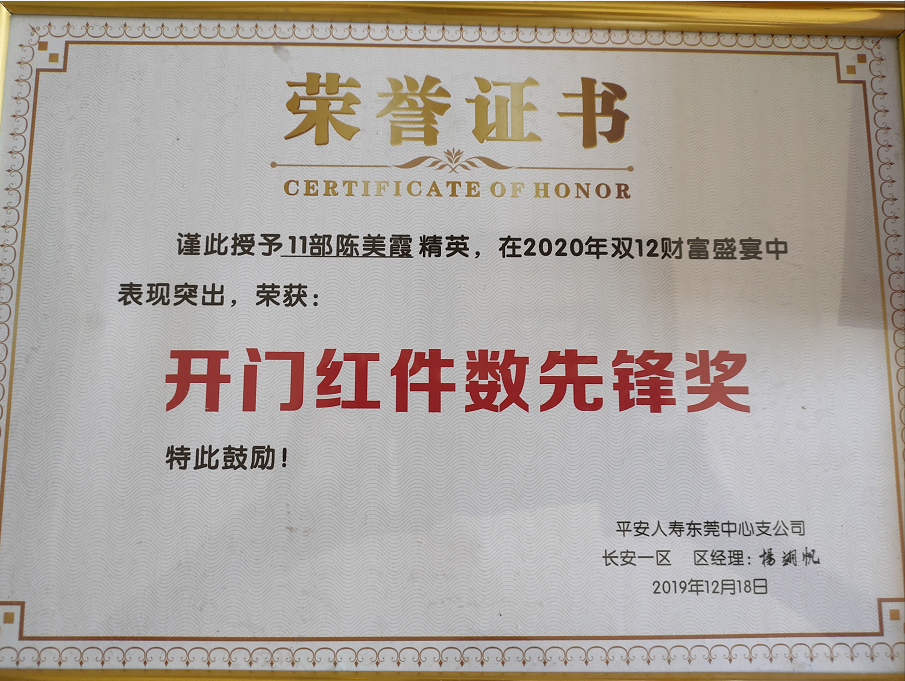 荣誉证书
CERTIFICATE OF HONOR
谨此授予 11部陈美霞 精英，在2020年双12财富盛宴中
表现突出，荣获：
开门红件数先锋奖
特此鼓励！
平安人寿东莞中心支公司
长安一区 区经理：杨翊帆
2019年12月18日